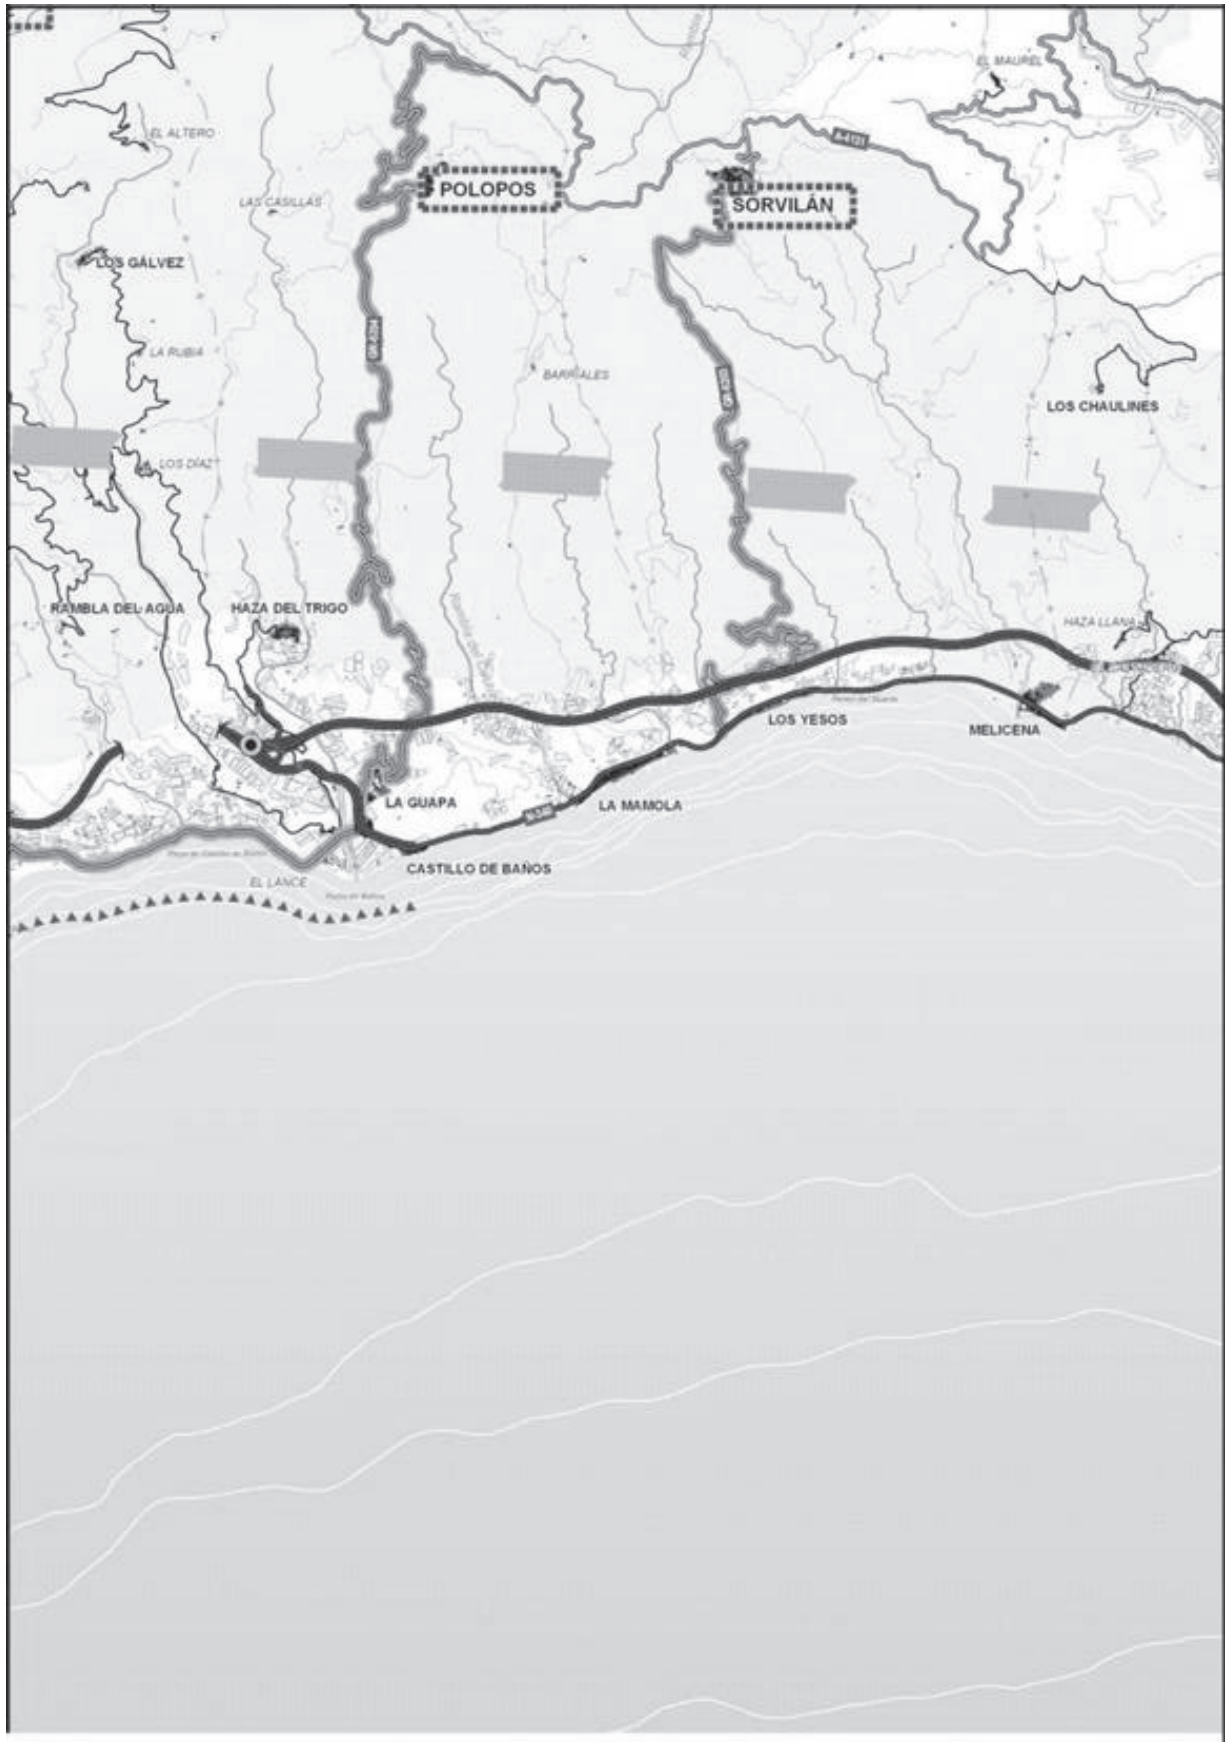 EL MAUREL
EL ALTERO
A-4131
POLOPOS
LAS CASILLAS
SORVILÁN
LOS GÁLVEZ
LA RUBIA
BARRIALES
LOS CHAULINES
LOS DÍAZ
RAMBLA DEL AGUA
HAZA DEL TRIGO
HAZA LLANA
LOS YESOS
MELICENA
LA GUAPA
LA MAMOLA
CASTILLO DE BAÑOS
EL LANCE